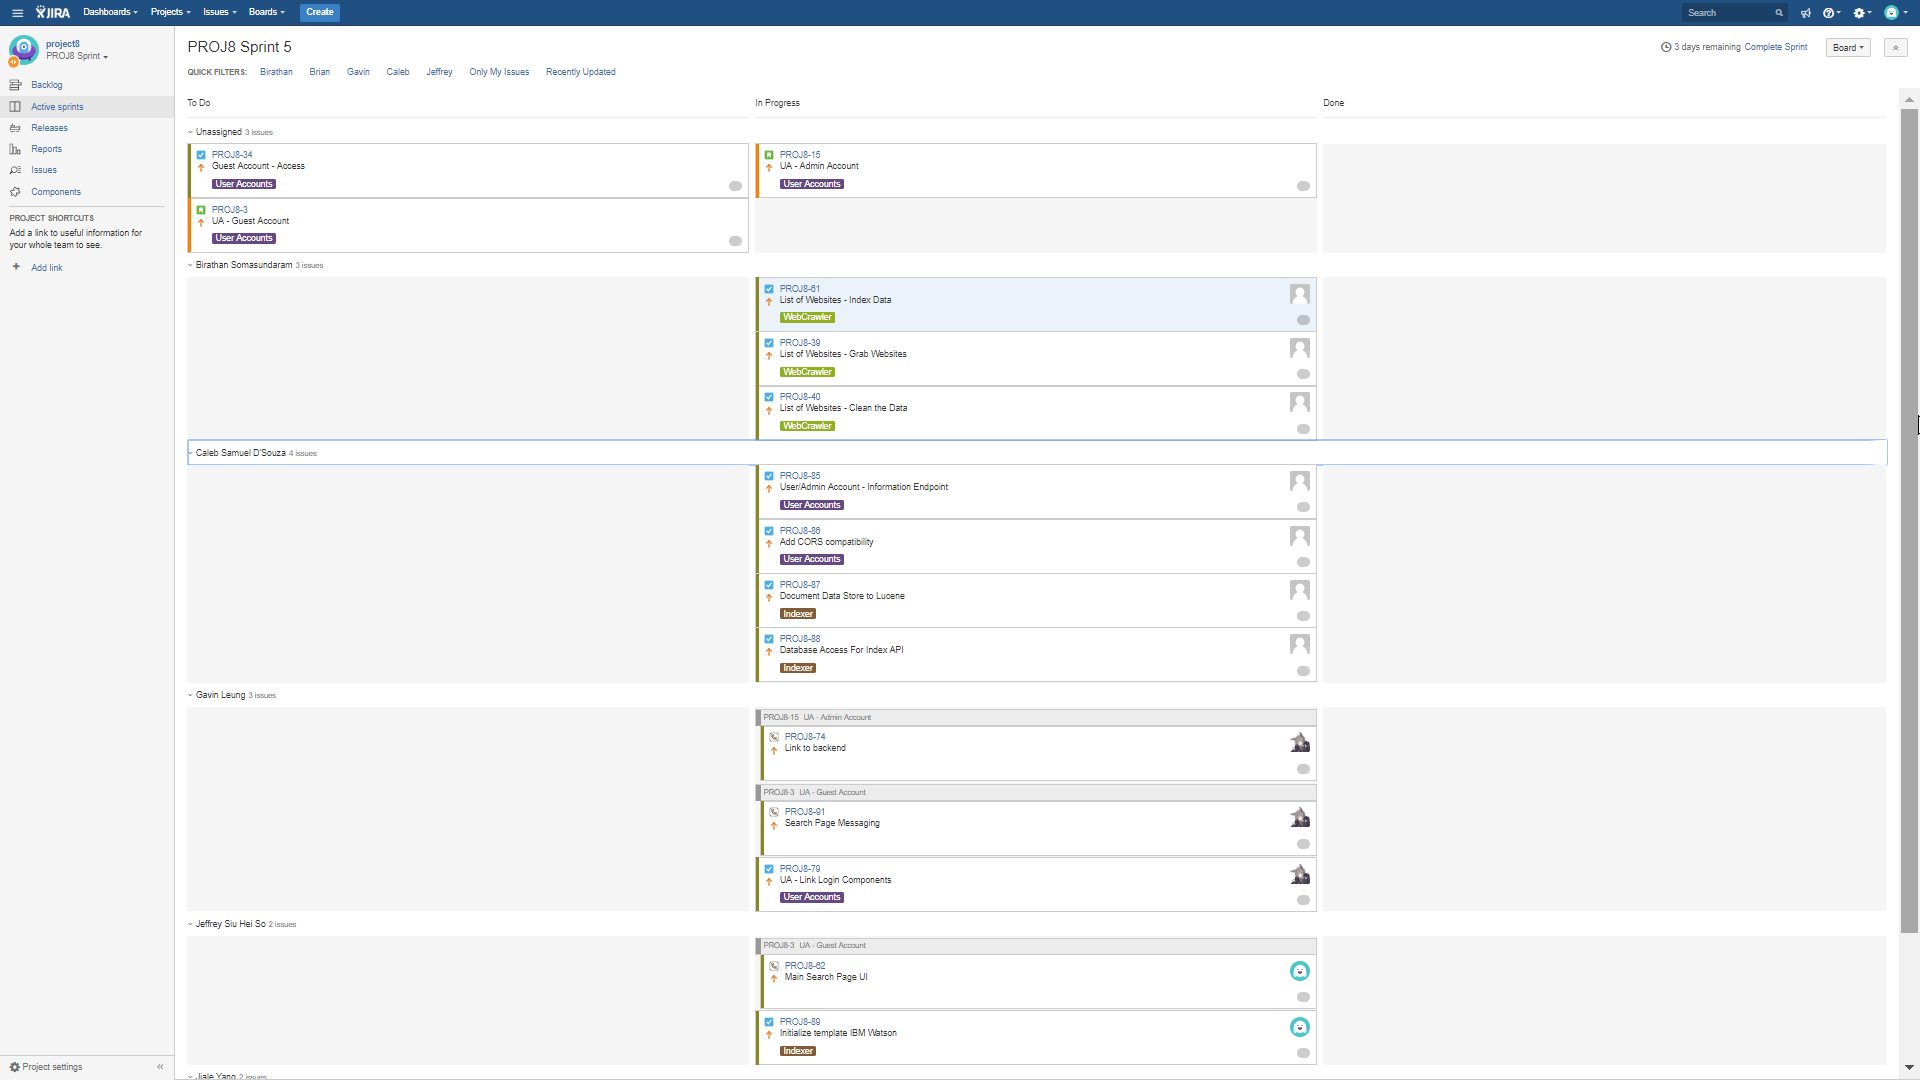 JIRA Dashboards Projects Issues Boards Create Search
project8
PROJ8 Sprint
Backlog
Active sprints
Releases
Reports
Issues
Components
PROJECT SHORTCUTS
Add a link to useful information for
your whole team to see.
+ Add link
Project settings
PROJ8 Sprint 5
3 days remaining Complete Sprint Board
QUICK FILTERS: Birathan Brian Gavin Caleb Jeffrey Only My Issues Recently Updated
To Do In Progress Done
Unassigned 3 issues
PROJ8-34
Guest Account - Access
User Accounts
PROJ8-3
UA - Guest Account
User Accounts
PROJ8-15
UA - Admin Account
User Accounts
Birathan Somasundaram 3 issues
PROJ8-61
List of Websites - Index Data
WebCrawler
PROJ8-39
List of Websites - Grab Websites
WebCrawler
PROJ8-40
List of Websites - Clean the Data
WebCrawler
Caleb Samuel D'Souza 4 issues
PROJ8-85
User/Admin Account - Information Endpoint
User Accounts
PROJ8-86
Add CORS compatibility
User Accounts
PROJ8-87
Document Data Store to Lucene
Indexer
PROJ8-88
Database Access For Index API
Indexer
Gavin Leung 3 issues
PROJ8-15 UA - Admin Account
PROJ8-74
Link to backend
PROJ8-3 UA - Guest Account
PROJ8-91
Search Page Messaging
PROJ8-79
UA - Link Login Components
User Accounts
Jeffrey Siu Hei So 2 issues
PROJ8-3 UA - Guest Account
PROJ8-62
Main Search Page UI
PROJ8-89
Initialize template IBM Watson
Indexer
Jiale Yang 2 issues